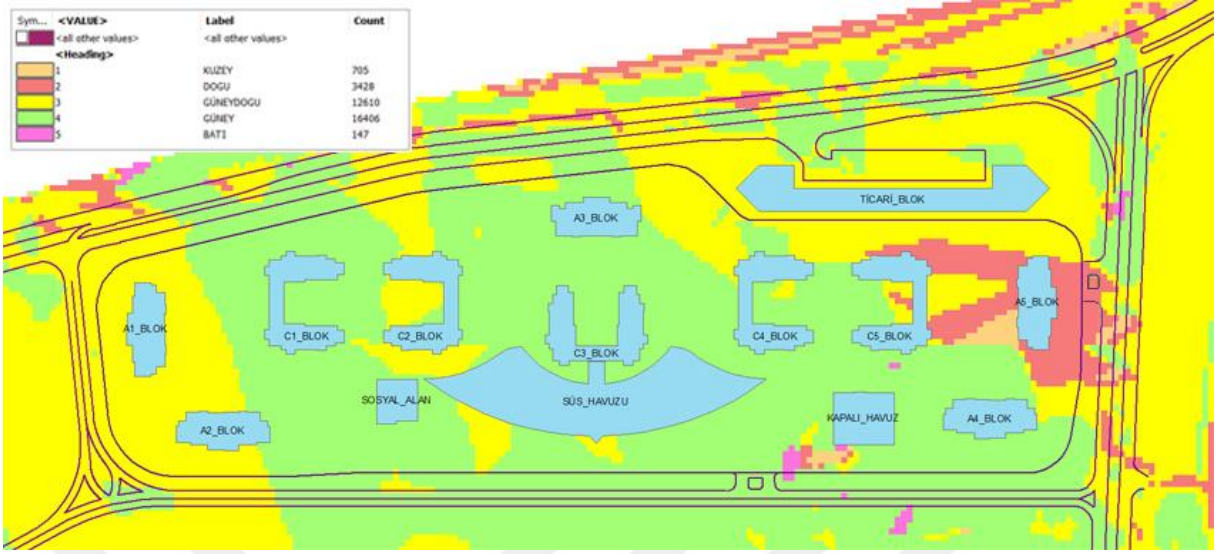 Sym... <VALUE> Label Count
<all other values> <all other values>
<Heading>
1 KUZEY 705
2 DOGU 3428
3 GÜNEYDOGU 12610
4 GÜNEY 16406
5 BATI 147
TİCARİ_BLOK
A3_BLOK
A5_BLOK
A1_BLOK
C1_BLOK
C2_BLOK
C4_BLOK
C5_BLOK
C3_BLOK
SOSYAL_ALAN
SÜS_HAVUZU
KAPALI_HAVUZ
A4_BLOK
A2_BLOK